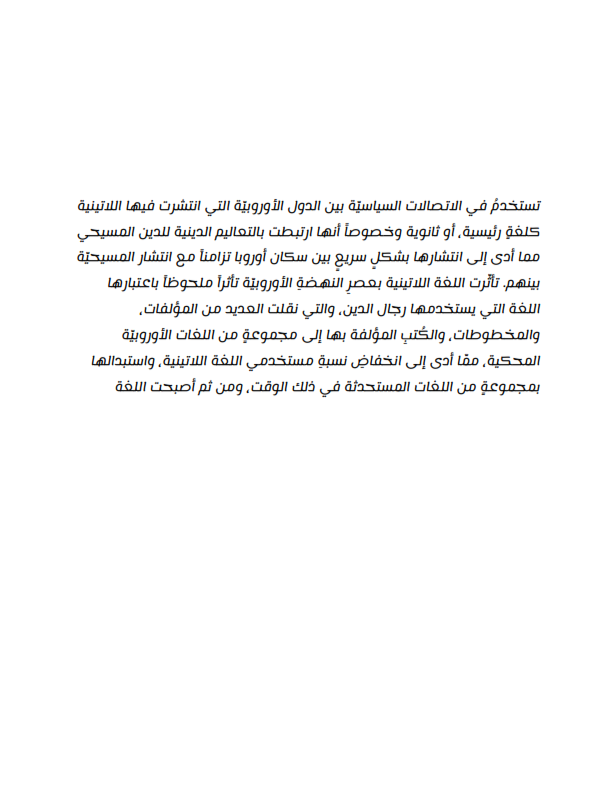 تستخدمُ في الاتصالات السياسيّة بين الدول الأوروبيّة التي انتشرت فيها اللاتينية
كلغةٍ رئيسية، أو ثانوية وخصوصاً أنها ارتبطت بالتعاليم الدينية للدين المسيحي
مما أدى إلى انتشارها بشكلٍ سريعٍ بين سكان أوروبا تزامناً مع انتشار المسيحيّة
بينهم. تأثّرت اللغة اللاتينية بعصرِ النهضةِ الأوروبيّة تأثراً ملحوظاً باعتبارها
اللغة التي يستخدمها رجال الدين، والتي نقلت العديد من المؤلفات،
والمخطوطات، والكُتبِ المؤلفة بها إلى مجموعةٍ من اللغات الأوروبيّة
المحكية، ممّا أدى إلى انخفاضِ نسبةِ مستخدمي اللغة اللاتينية، واستبدالها
بمجموعةٍ من اللغات المستحدثة في ذلك الوقت، ومن ثم أصبحت اللغة